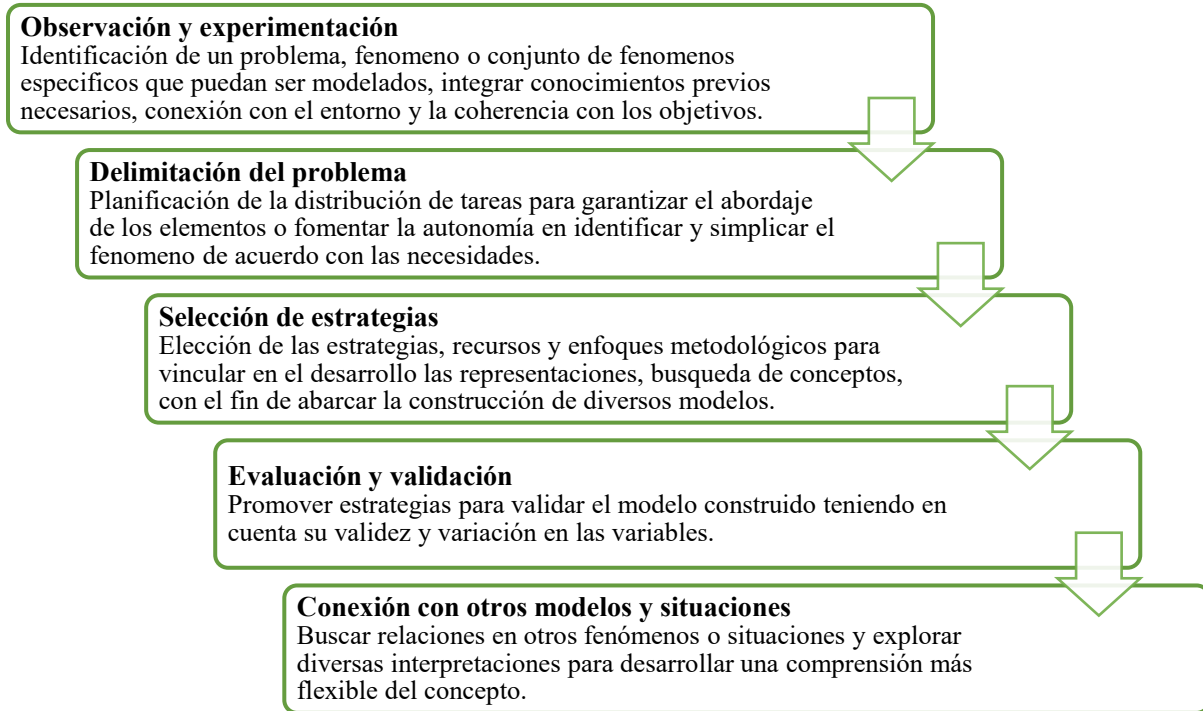 Observación y experimentación
Identificación de un problema, fenomeno o conjunto de fenomenos
especificos que puedan ser modelados, integrar conocimientos previos
necesarios, conexión con el entorno y la coherencia con los objetivos.
Delimitación del problema
Planificación de la distribución de tareas para garantizar el abordaje
de los elementos o fomentar la autonomía en identificar y simplicar el
fenomeno de acuerdo con las necesidades.
Selección de estrategias
Elección de las estrategias, recursos y enfoques metodológicos para
vincular en el desarrollo las representaciones, busqueda de conceptos,
con el fin de abarcar la construcción de diversos modelos.
Evaluación y validación
Promover estrategias para validar el modelo construido teniendo en
cuenta su validez y variación en las variables.
Conexión con otros modelos y situaciones
Buscar relaciones en otros fenómenos o situaciones y explorar
diversas interpretaciones para desarrollar una comprensión más
flexible del concepto.